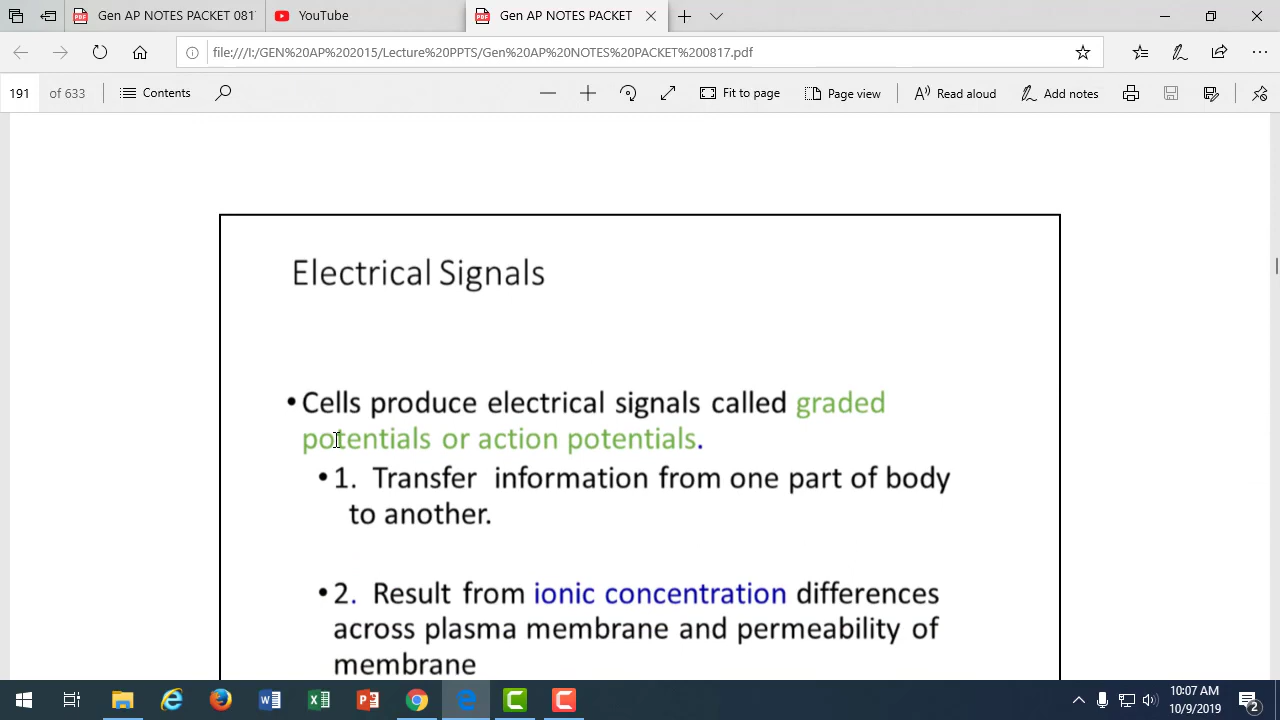 Gen AP NOTES PACKET 081
YouTube
Gen AP NOTES PACKET
file:///I:/GEN%20AP%202015/Lecture%20PPTS/Gen%20AP%20NOTES%20PACKET%200817.pdf
191 of 633 Contents Fit to page Page view Read aloud Add notes
Electrical Signals
• Cells produce electrical signals called graded
potentials or action potentials.
• 1. Transfer information from one part of body
to another.
• 2. Result from ionic concentration differences
across plasma membrane and permeability of
membrane
10:07 AM
10/9/2019
2